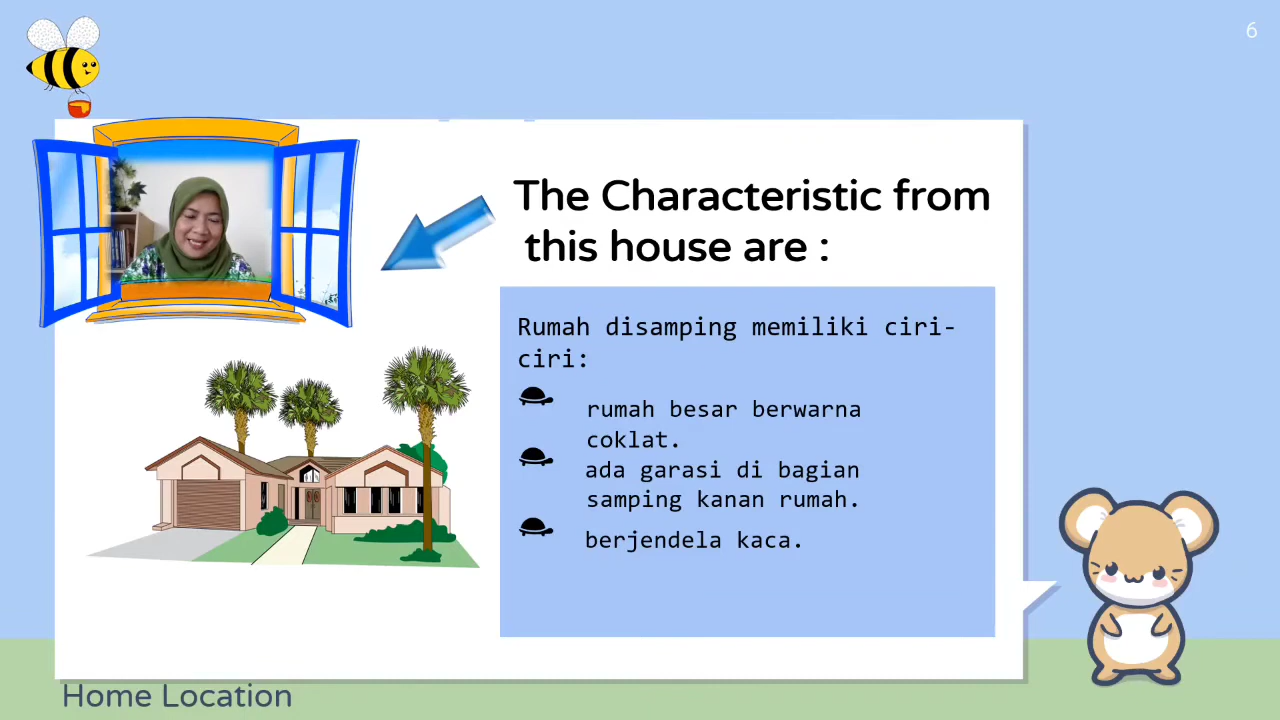 6
The Characteristic from
this house are :
Rumah disamping memiliki ciri-
ciri:
rumah besar berwarna
coklat.
ada garasi di bagian
samping kanan rumah.
berjendela kaca.
Home Location